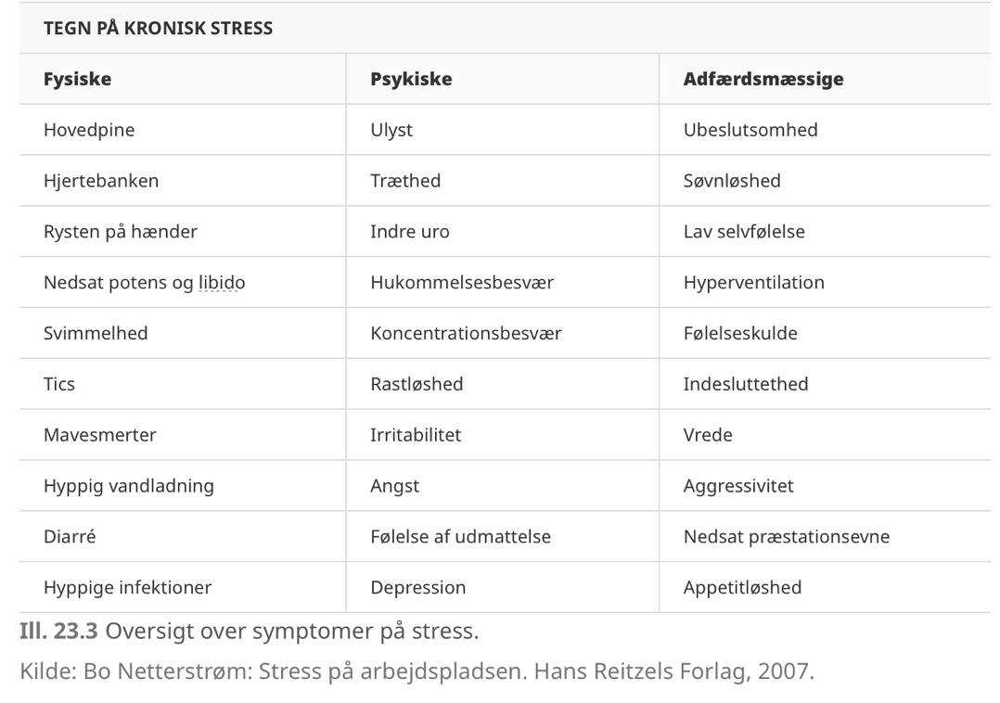 TEGN PÅ KRONISK STRESS
Fysiske Psykiske Adfærdsmæssige
Hovedpine Ulyst Ubeslutsomhed
Hjertebanken Træthed Søvnløshed
Rysten på hænder Indre uro Lav selvfølelse
Nedsat potens og libido Hukommelsesbesvær Hyperventilation
Svimmelhed Koncentrationsbesvær Følelseskulde
Tics Rastløshed Indesluttethed
Mavesmerter Irritabilitet Vrede
Hyppig vandladning Angst Aggressivitet
Diarré Følelse af udmattelse Nedsat præstationsevne
Hyppige infektioner Depression Appetitløshed
Ill. 23.3 Oversigt over symptomer på stress.
Kilde: Bo Netterstrøm: Stress på arbejdspladsen. Hans Reitzels Forlag, 2007.